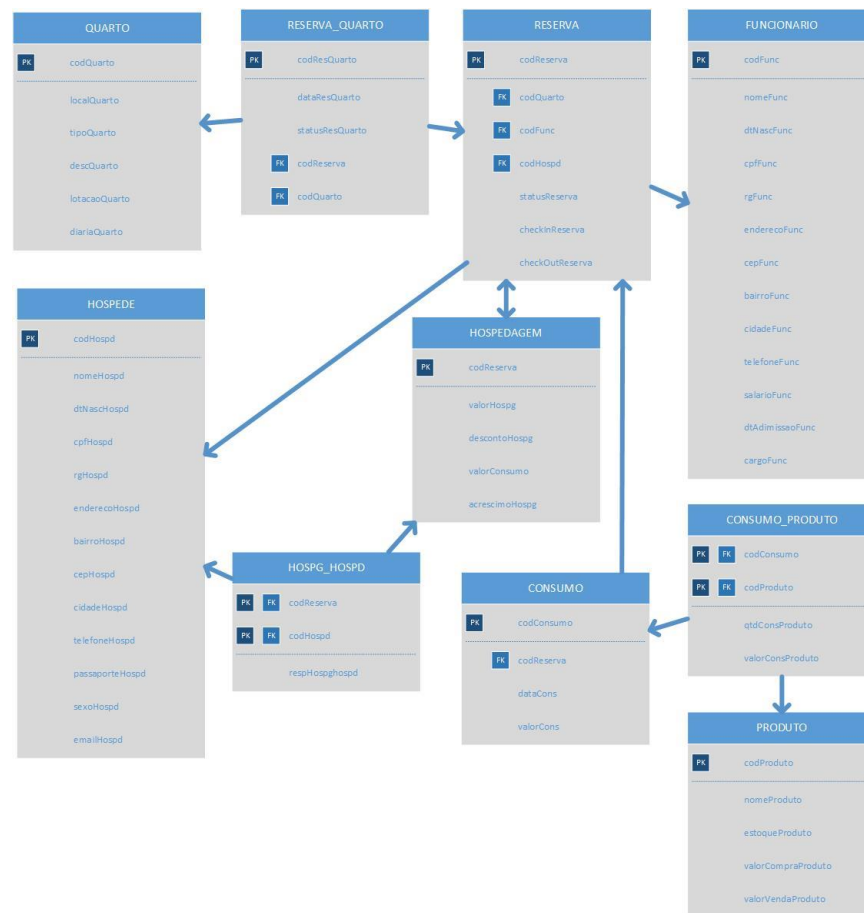 QUARTO
PK codQuarto
localQuarto
tipoQuarto
descQuarto
lotacaoQuarto
diariaQuarto
RESERVA_QUARTO
PK codResQuarto
dataResQuarto
statusResQuarto
FK codReserva
FK codQuarto
RESERVA
PK codReserva
FK codQuarto
FK codFunc
FK codHospd
statusReserva
checkInReserva
checkOutReserva
FUNCIONARIO
PK codFunc
nomeFunc
dtNascFunc
cpfFunc
rgFunc
enderecoFunc
cepFunc
bairroFunc
cidadeFunc
telefoneFunc
salarioFunc
dtAdimissaoFunc
cargoFunc
HOSPEDE
PK codHospd
nomeHospd
dtNascHospd
cpfHospd
rgHospd
enderecoHospd
bairroHospd
cepHospd
cidadeHospd
telefoneHospd
passaporteHospd
sexoHospd
emailHospd
HOSPEDAGEM
PK codReserva
valorHospg
descontoHospg
valorConsumo
acrescimoHospg
HOSPG_HOSPD
PK FK codReserva
PK FK codHospd
respHospghospd
CONSUMO
PK codConsumo
FK codReserva
dataCons
valorCons
CONSUMO_PRODUTO
PK FK codConsumo
PK FK codProduto
qtdConsProduto
valorConsProduto
PRODUTO
PK codProduto
nomeProduto
estoqueProduto
valorCompraProduto
valorVendaProduto